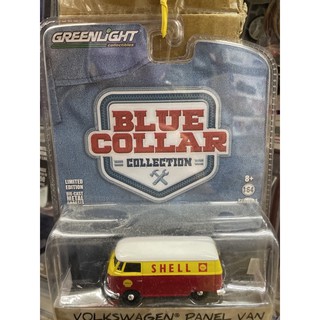 GREENLIGHT
BLUE
COLLAR
COLLECTION
LIMITED
EDITION
DIE-CAST
METAL
8+
1:64
SHELL
VOLKSWAGEN® PANEL VAN